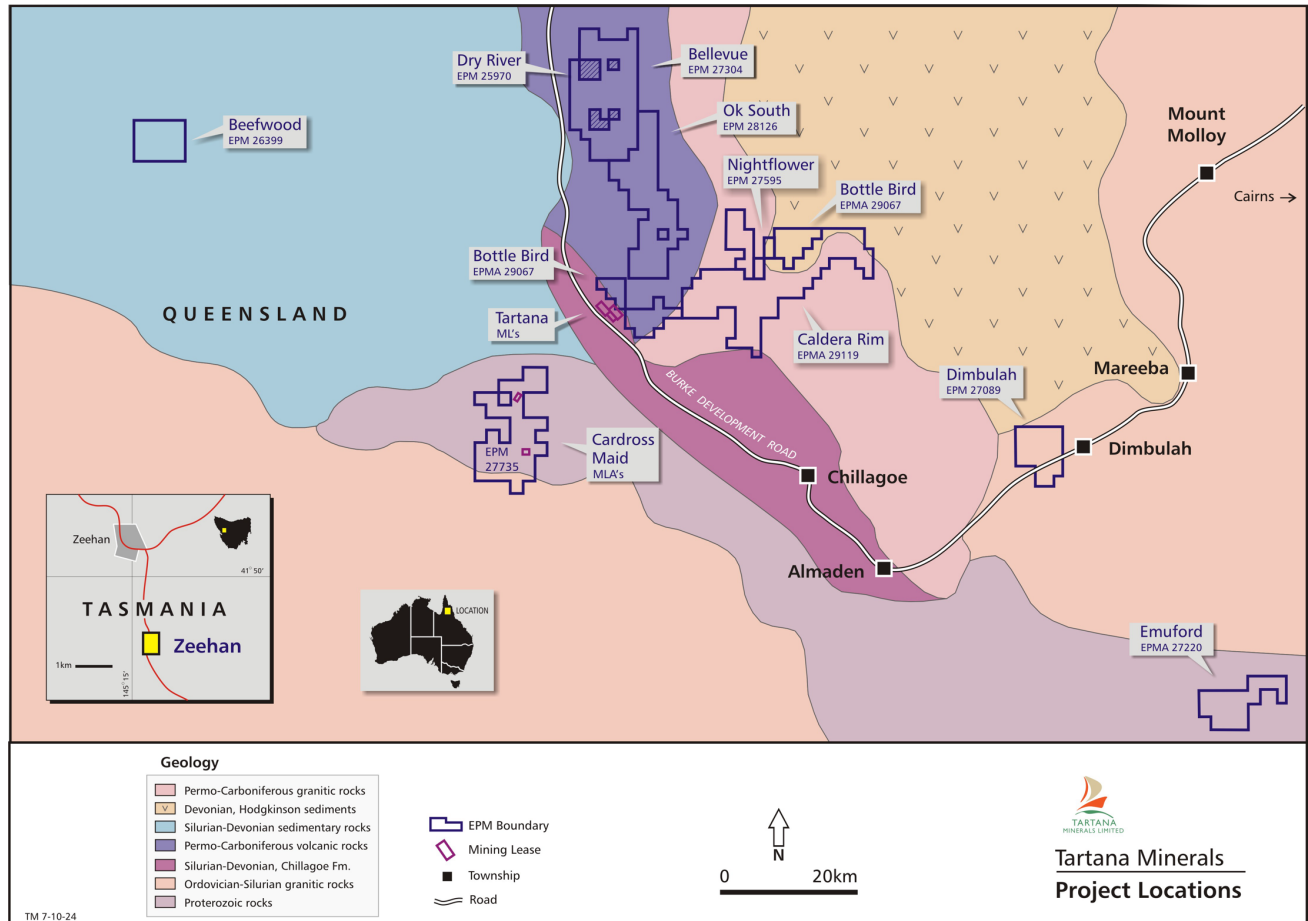 Dry River
EPM 25970
Bellevue
EPM 27304
Beefwood
EPM 26399
Ok South
EPM 28126
Mount
Molloy
Nightflower
EPM 27595
Bottle Bird
EPMA 29067
Cairns →
Bottle Bird
EPMA 29067
QUEENSLAND
Tartana
ML's
Caldera Rim
EPMA 29119
Dimbulah
EPM 27089
Mareeba
BURKE DEVELOPMENT ROAD
EPM
27735
Cardross
Maid
MLA's
Dimbulah
Chillagoe
Almaden
Zeehan
41° 50'
TASMANIA
Zeehan
1km
145° 15'
LOCATION
Emuford
EPMA 27220
Geology
Permo-Carboniferous granitic rocks
Devonian, Hodgkinson sediments
Silurian-Devonian sedimentary rocks
Permo-Carboniferous volcanic rocks
Silurian-Devonian, Chillagoe Fm.
Ordovician-Silurian granitic rocks
Proterozoic rocks
EPM Boundary
Mining Lease
Township
Road
N
0 20km
TARTANA
MINERALS LIMITED
Tartana Minerals
Project Locations
TM 7-10-24